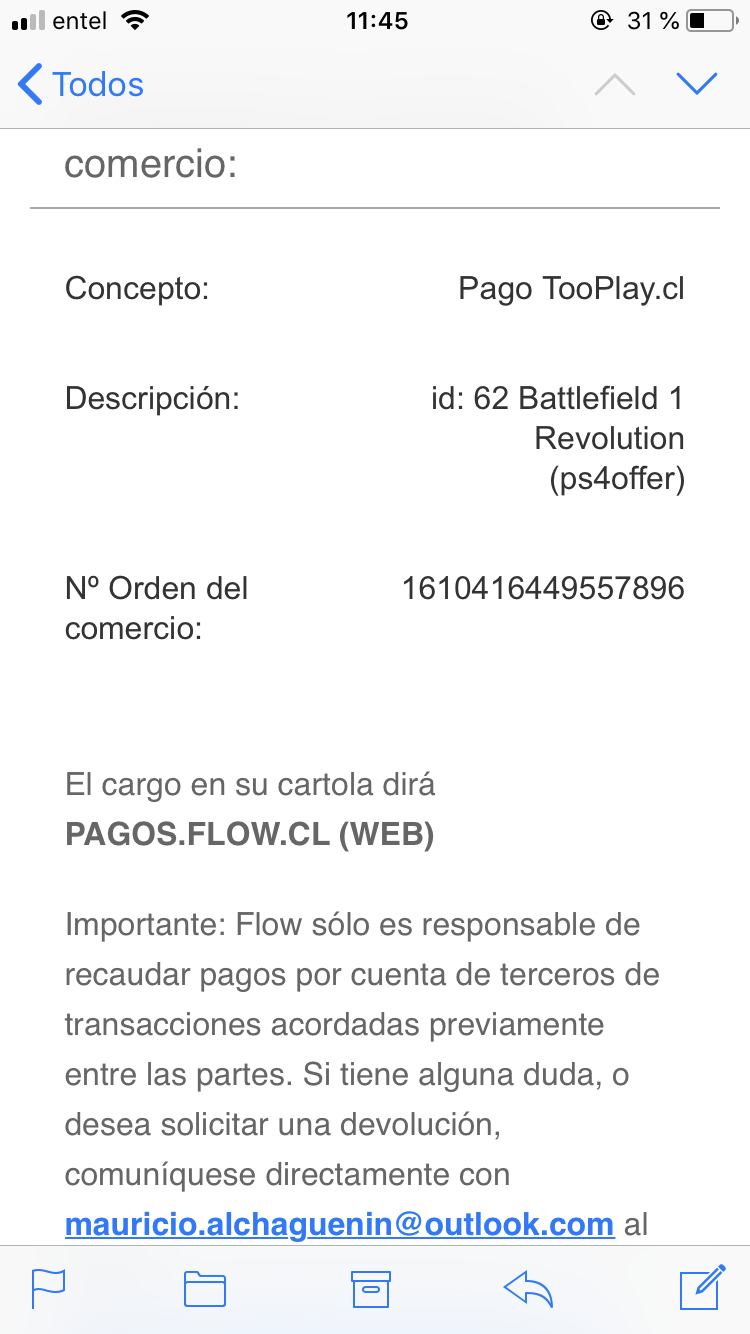 entel 11:45 31 %
Todos
comercio:
Concepto: Pago TooPlay.cl
Descripción: id: 62 Battlefield 1
Revolution
(ps4offer)
Nº Orden del 1610416449557896
comercio:
El cargo en su cartola dirá
PAGOS.FLOW.CL (WEB)
Importante: Flow sólo es responsable de
recaudar pagos por cuenta de terceros de
transacciones acordadas previamente
entre las partes. Si tiene alguna duda, o
desea solicitar una devolución,
comuníquese directamente con
mauricio.alchaguenin@outlook.com al